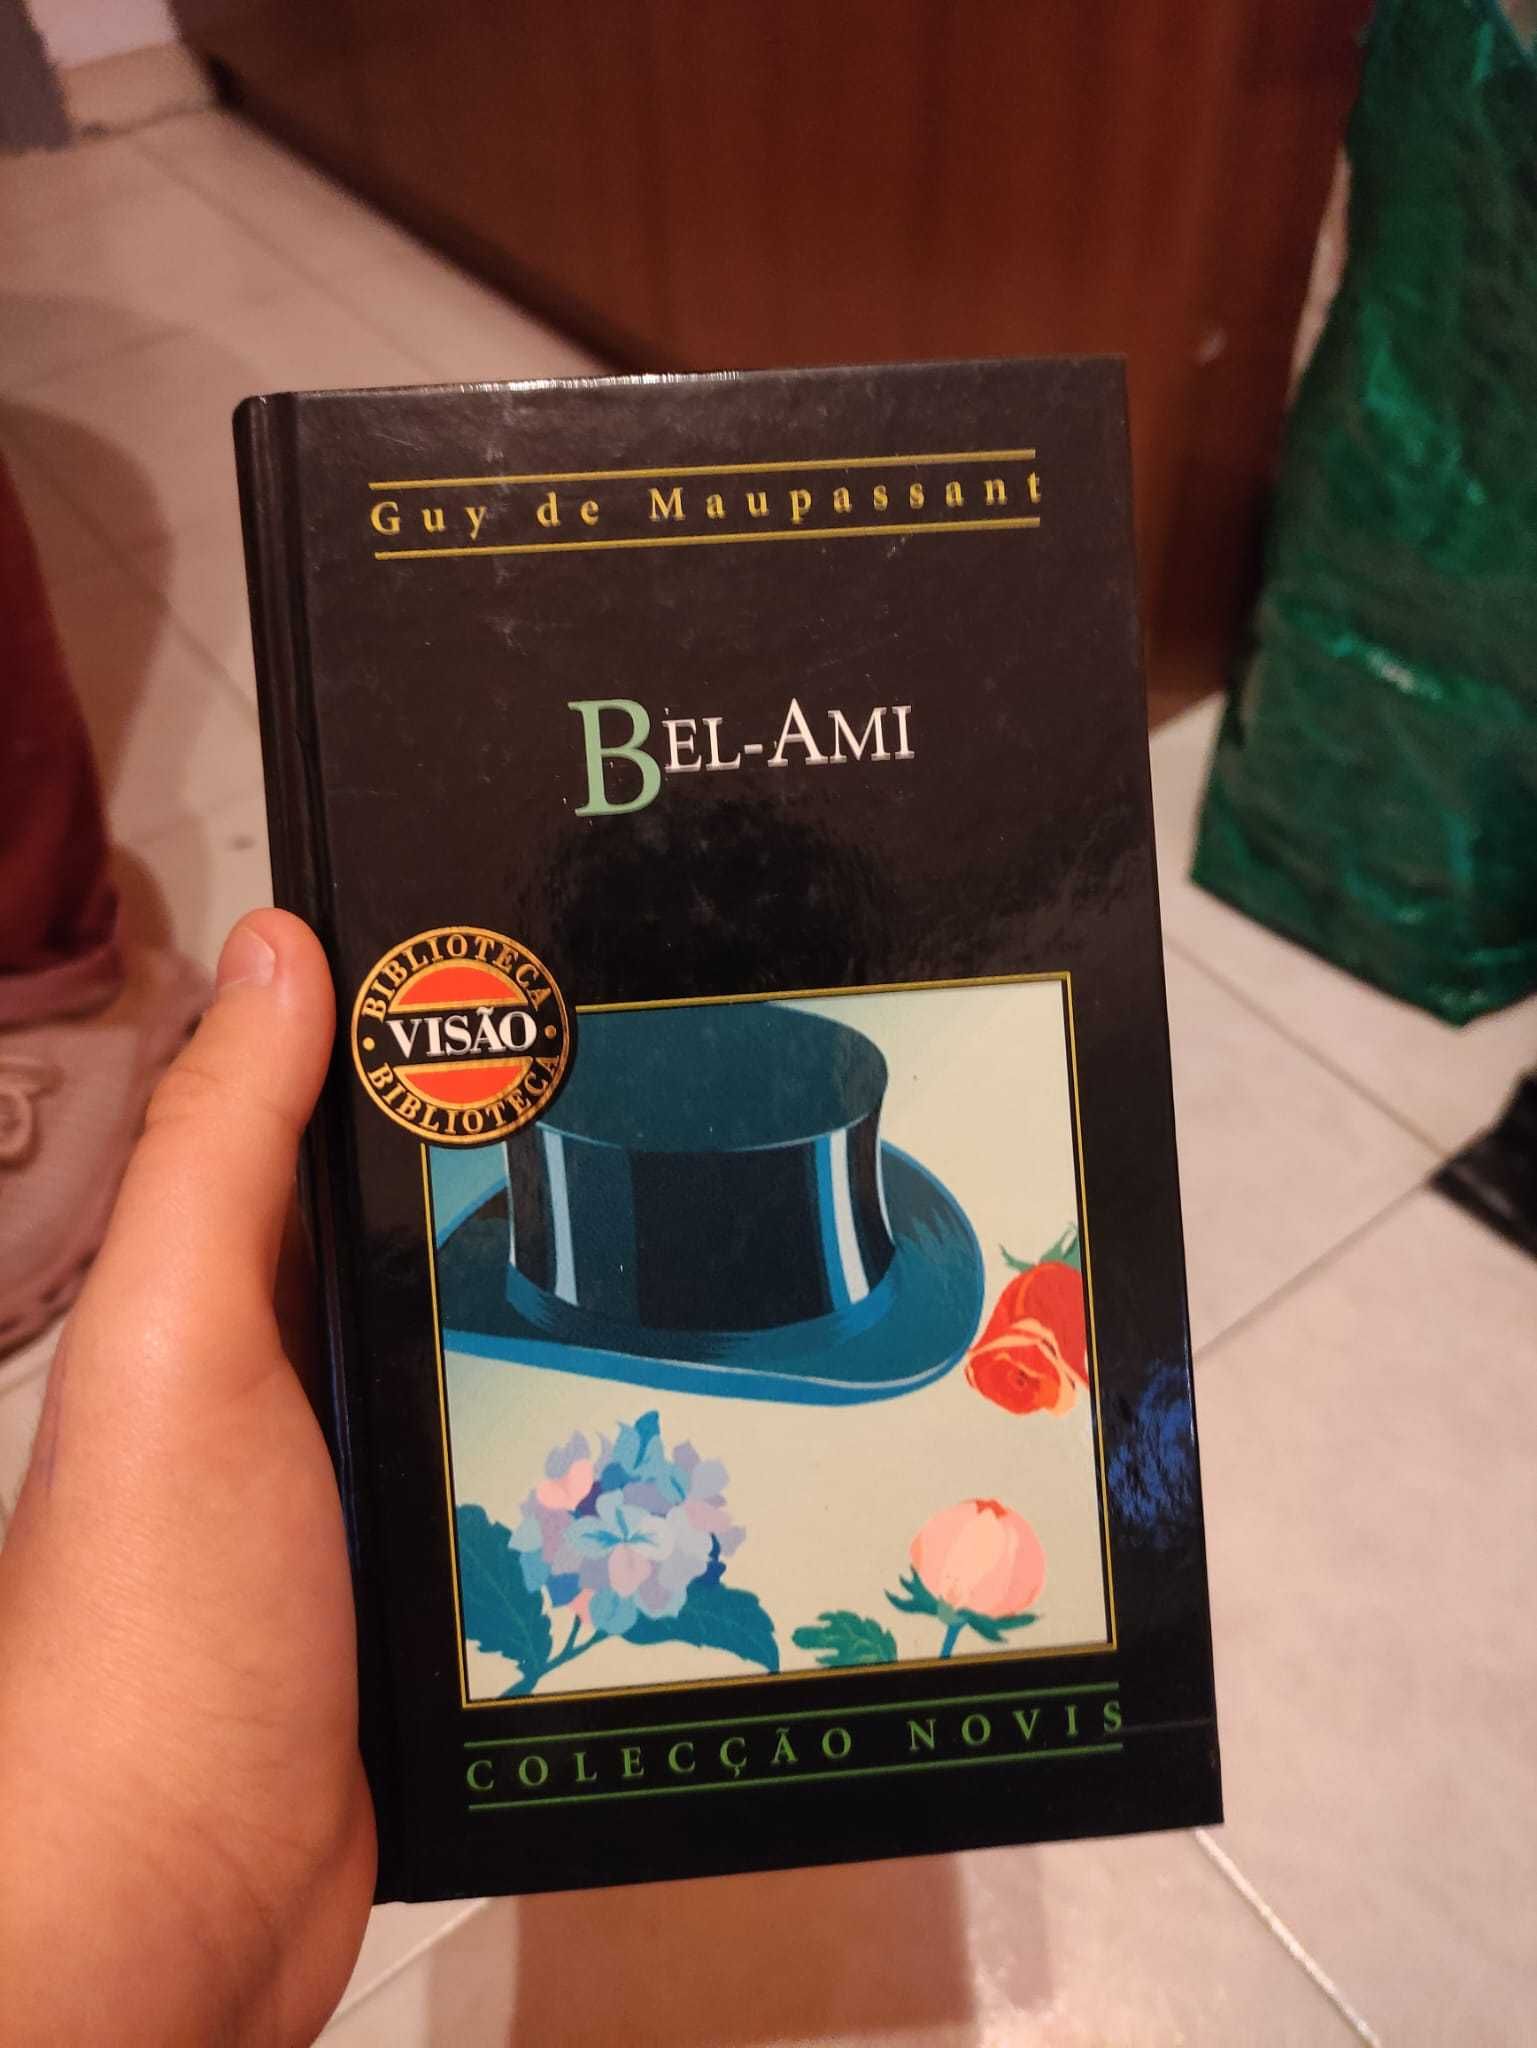 Guy de Maupassant
BEL-AMI
BIBLIOTECA
VISÃO
BIBLIOTECA
COLECÇÃO NOVIS